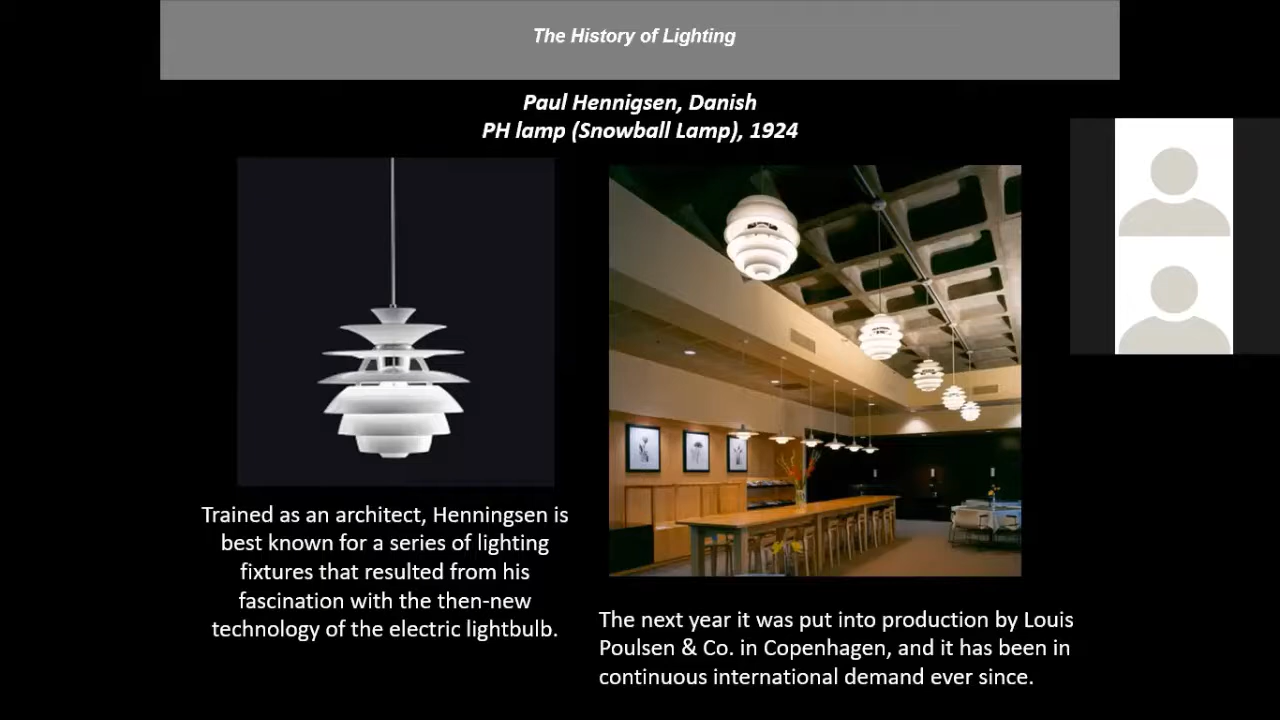 The History of Lighting
Paul Hennigsen, Danish
PH lamp (Snowball Lamp), 1924
Trained as an architect, Henningsen is
best known for a series of lighting
fixtures that resulted from his
fascination with the then-new
technology of the electric lightbulb.
The next year it was put into production by Louis
Poulsen & Co. in Copenhagen, and it has been in
continuous international demand ever since.